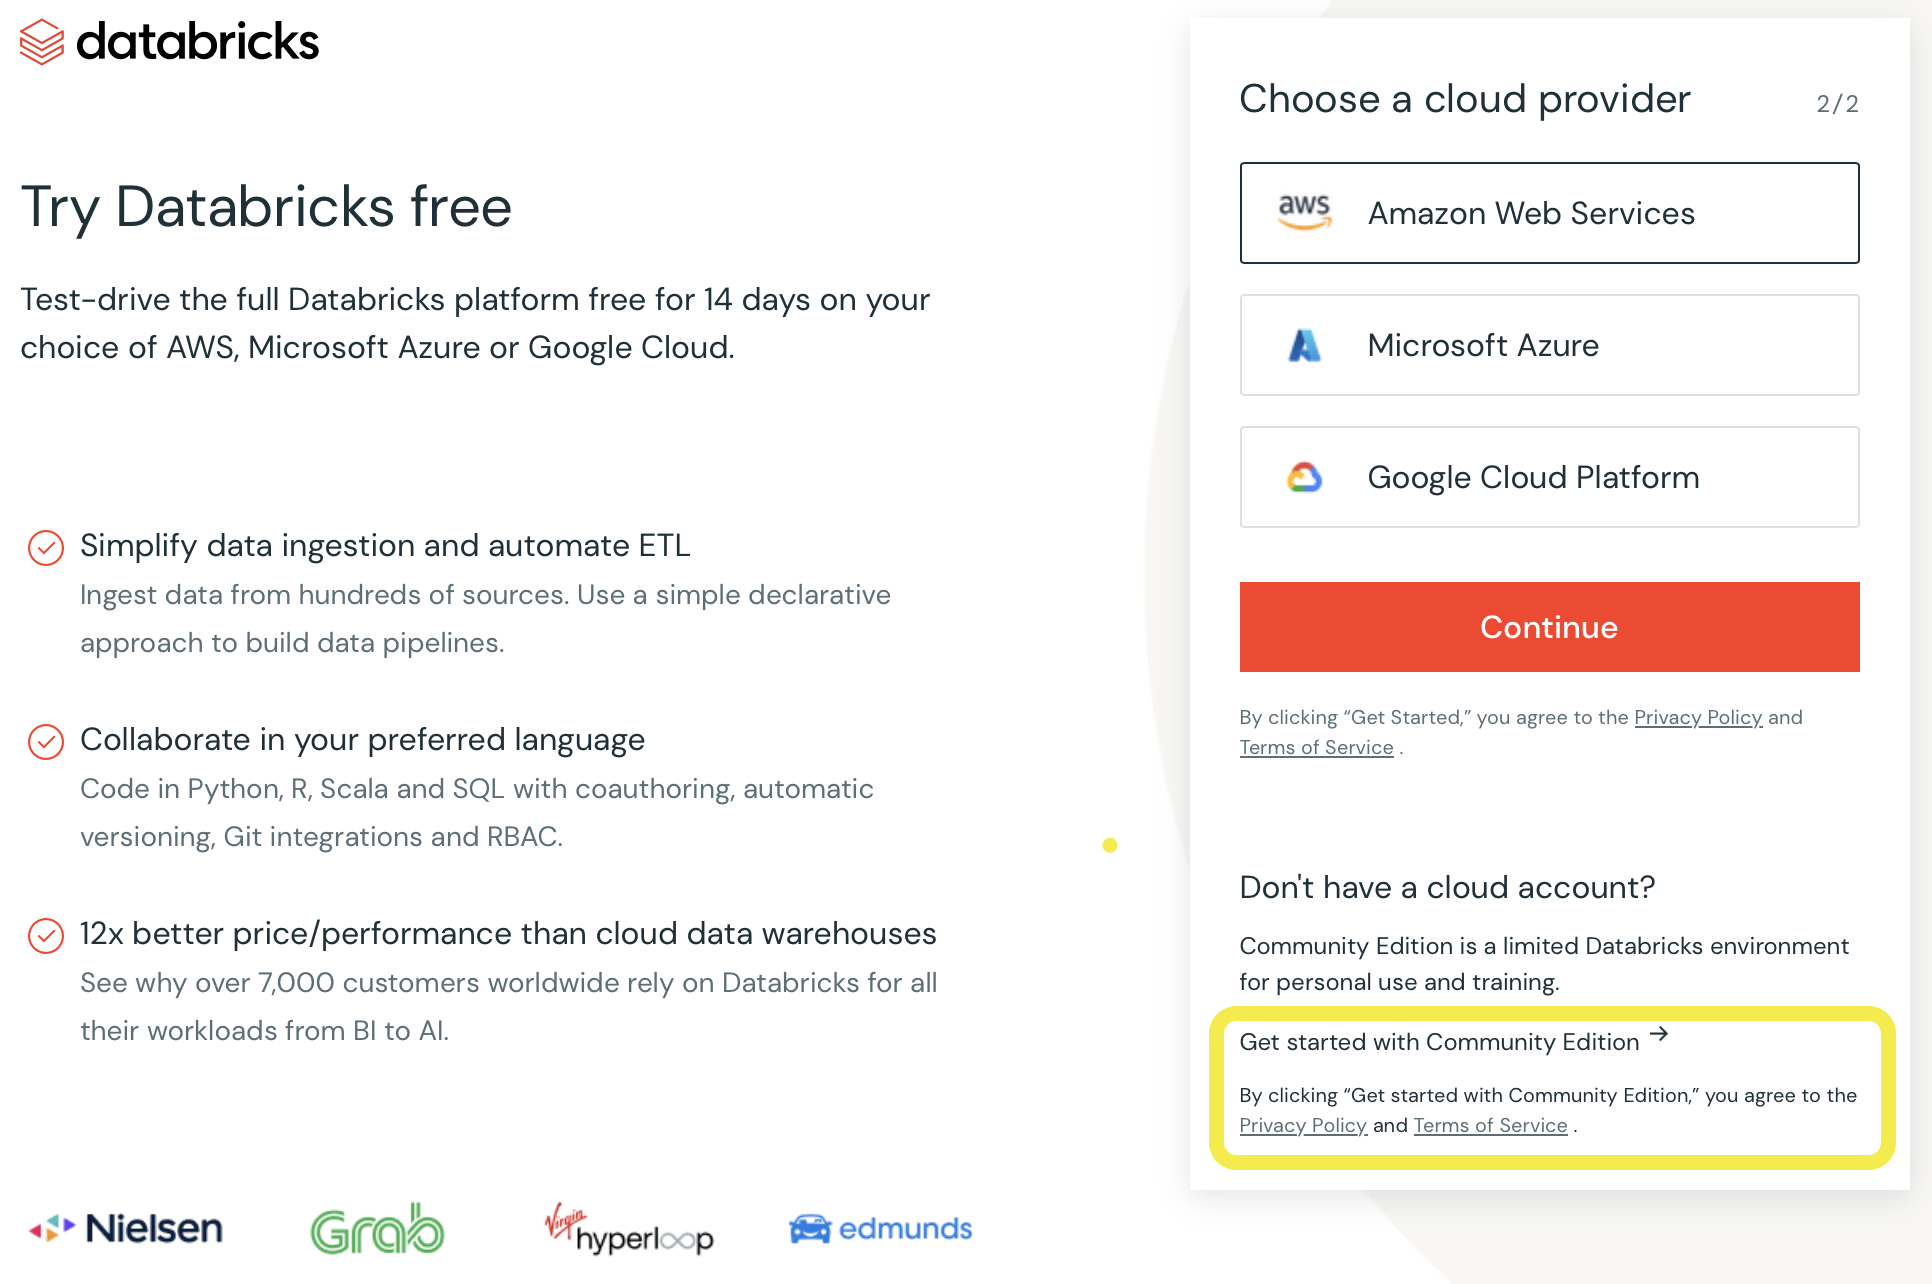 databricks
Try Databricks free
Test-drive the full Databricks platform free for 14 days on your
choice of AWS, Microsoft Azure or Google Cloud.
Simplify data ingestion and automate ETL
Ingest data from hundreds of sources. Use a simple declarative
approach to build data pipelines.
Collaborate in your preferred language
Code in Python, R, Scala and SQL with coauthoring, automatic
versioning, Git integrations and RBAC.
12x better price/performance than cloud data warehouses
See why over 7,000 customers worldwide rely on Databricks for all
their workloads from BI to AI.
Nielsen
Grab
Virgin
hyperloop
edmunds
Choose a cloud provider
2/2
aws Amazon Web Services
Microsoft Azure
Google Cloud Platform
Continue
By clicking “Get Started,” you agree to the Privacy Policy and
Terms of Service .
Don't have a cloud account?
Community Edition is a limited Databricks environment
for personal use and training.
Get started with Community Edition →
By clicking “Get started with Community Edition,” you agree to the
Privacy Policy and Terms of Service .